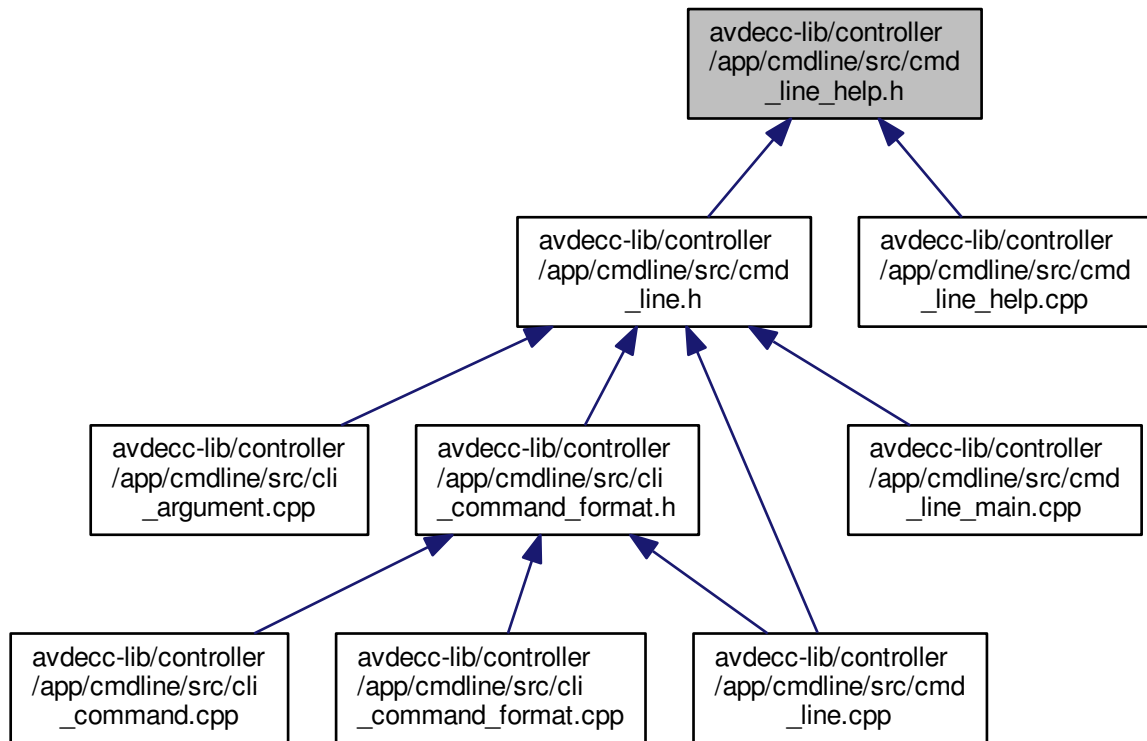 avdecc-lib/controller
/app/cmdline/src/cmd
_line_help.h
avdecc-lib/controller
/app/cmdline/src/cmd
_line.h
avdecc-lib/controller
/app/cmdline/src/cmd
_line_help.cpp
avdecc-lib/controller
/app/cmdline/src/cli
_argument.cpp
avdecc-lib/controller
/app/cmdline/src/cli
_command_format.h
avdecc-lib/controller
/app/cmdline/src/cmd
_line_main.cpp
avdecc-lib/controller
/app/cmdline/src/cli
_command.cpp
avdecc-lib/controller
/app/cmdline/src/cli
_command_format.cpp
avdecc-lib/controller
/app/cmdline/src/cmd
_line.cpp